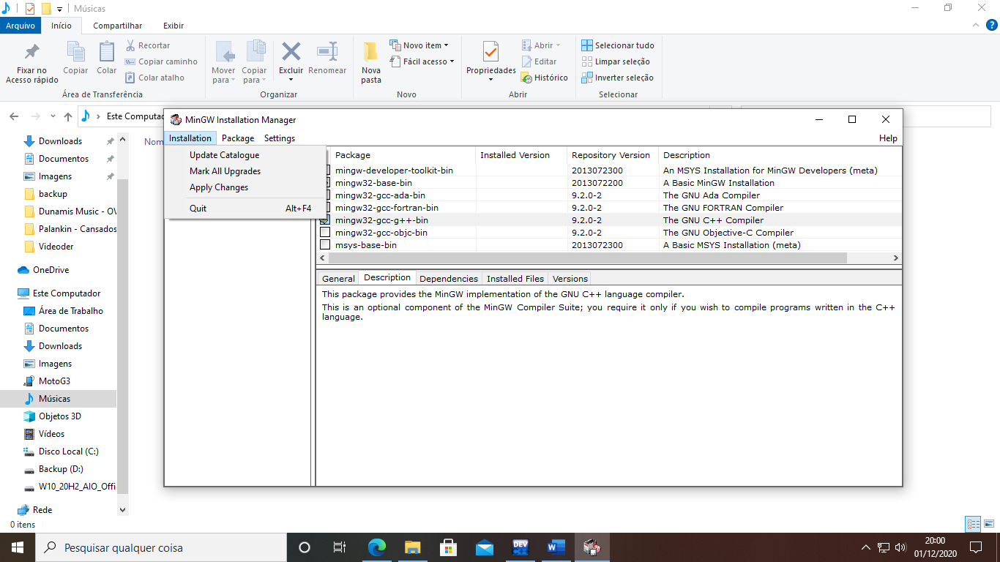 Músicas
Arquivo Início Compartilhar Exibir
Fixar no Acesso rápido
Copiar
Colar
Recortar
Copiar caminho
Colar atalho
Área de Transferência
Mover para
Copiar para
Excluir
Renomear
Organizar
Nova pasta
Novo item
Fácil acesso
Novo
Propriedades
Abrir
Editar
Histórico
Abrir
Selecionar tudo
Limpar seleção
Inverter seleção
Selecionar
Este Computad
Nom
Downloads
Documentos
Imagens
backup
Dunamis Music - OV
Palankin - Cansados
Videoder
OneDrive
Este Computador
Área de Trabalho
Documentos
Downloads
Imagens
MotoG3
Músicas
Objetos 3D
Vídeos
Disco Local (C:)
Backup (D:)
W10_20H2_AIO_Offi
Rede
0 itens
MinGW Installation Manager
Installation Package Settings Help
Update Catalogue
Mark All Upgrades
Apply Changes
Quit Alt+F4
Package Installed Version Repository Version Description
mingw-developer-toolkit-bin 2013072300 An MSYS Installation for MinGW Developers (meta)
mingw32-base-bin 2013072200 A Basic MinGW Installation
mingw32-gcc-ada-bin 9.2.0-2 The GNU Ada Compiler
mingw32-gcc-fortran-bin 9.2.0-2 The GNU FORTRAN Compiler
mingw32-gcc-g++-bin 9.2.0-2 The GNU C++ Compiler
mingw32-gcc-objc-bin 9.2.0-2 The GNU Objective-C Compiler
msys-base-bin 2013072300 A Basic MSYS Installation (meta)
General Description Dependencies Installed Files Versions
This package provides the MinGW implementation of the GNU C++ language compiler.
This is an optional component of the MinGW Compiler Suite; you require it only if you wish to compile programs written in the C++
language.
Pesquisar qualquer coisa
DEV
20:00
01/12/2020